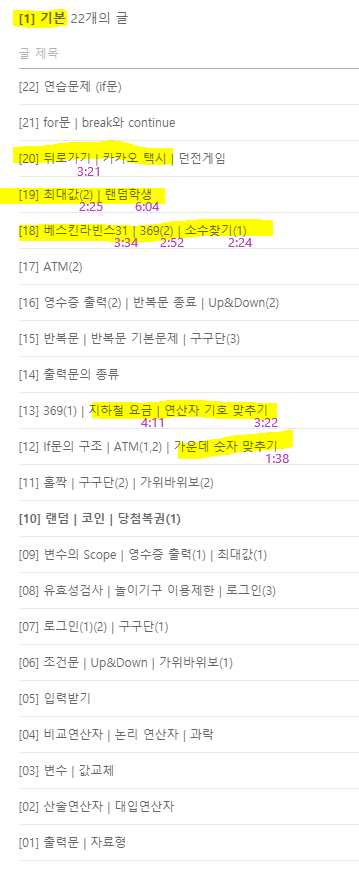 [1] 기본 22개의 글
글 제목
[22] 연습문제 (if문)
[21] for문 | break와 continue
[20] 뒤로가기 | 카카오 택시 | 던전게임
3:21
[19] 최대값(2) | 랜덤학생
2:25 6:04
[18] 베스킨라빈스31 | 369(2) | 소수찾기(1)
3:34 2:52 2:24
[17] ATM(2)
[16] 영수증 출력(2) | 반복문 종료 | Up&Down(2)
[15] 반복문 | 반복문 기본문제 | 구구단(3)
[14] 출력문의 종류
[13] 369(1) | 지하철 요금 | 연산자 기호 맞추기
4:11 3:22
[12] If문의 구조 | ATM(1,2) | 가운데 숫자 맞추기
1:38
[11] 홀짝 | 구구단(2) | 가위바위보(2)
[10] 랜덤 | 코인 | 당첨복권(1)
[09] 변수의 Scope | 영수증 출력(1) | 최대값(1)
[08] 유효성검사 | 놀이기구 이용제한 | 로그인(3)
[07] 로그인(1)(2) | 구구단(1)
[06] 조건문 | Up&Down | 가위바위보(1)
[05] 입력받기
[04] 비교연산자 | 논리 연산자 | 과락
[03] 변수 | 값교체
[02] 산술연산자 | 대입연산자
[01] 출력문 | 자료형